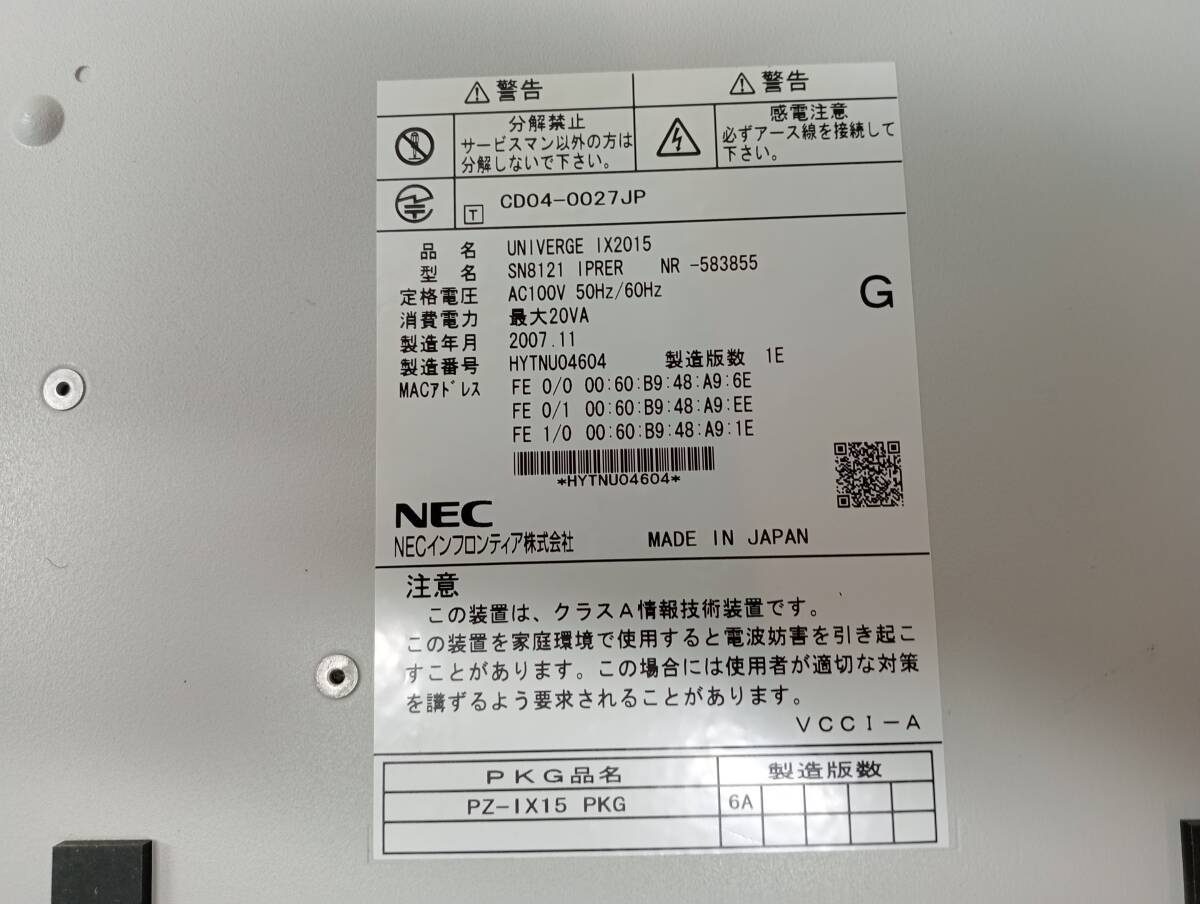 ⚠警告
⚠警告
分解禁止
サービスマン以外の方は
分解しないで下さい。
感電注意
必ずアース線を接続して
下さい。
T CD04-0027JP
品 名 UNIVERGE IX2015
型 名 SN8121 IPRER NR -583855
定格電圧 AC100V 50Hz/60Hz
消費電力 最大20VA
製造年月 2007.11
製造番号 HYTNU04604 製造版数 1E
MACアドレス FE 0/0 00:60:B9:48:A9:6E
FE 0/1 00:60:B9:48:A9:EE
FE 1/0 00:60:B9:48:A9:1E
G
*HYTNU04604*
NEC
NECインフロンティア株式会社 MADE IN JAPAN
注意
この装置は、クラスA情報技術装置です。
この装置を家庭環境で使用すると電波妨害を引き起こ
すことがあります。この場合には使用者が適切な対策
を講ずるよう要求されることがあります。
VCCI-A
PKG品名 製造版数
PZ-IX15 PKG 6A